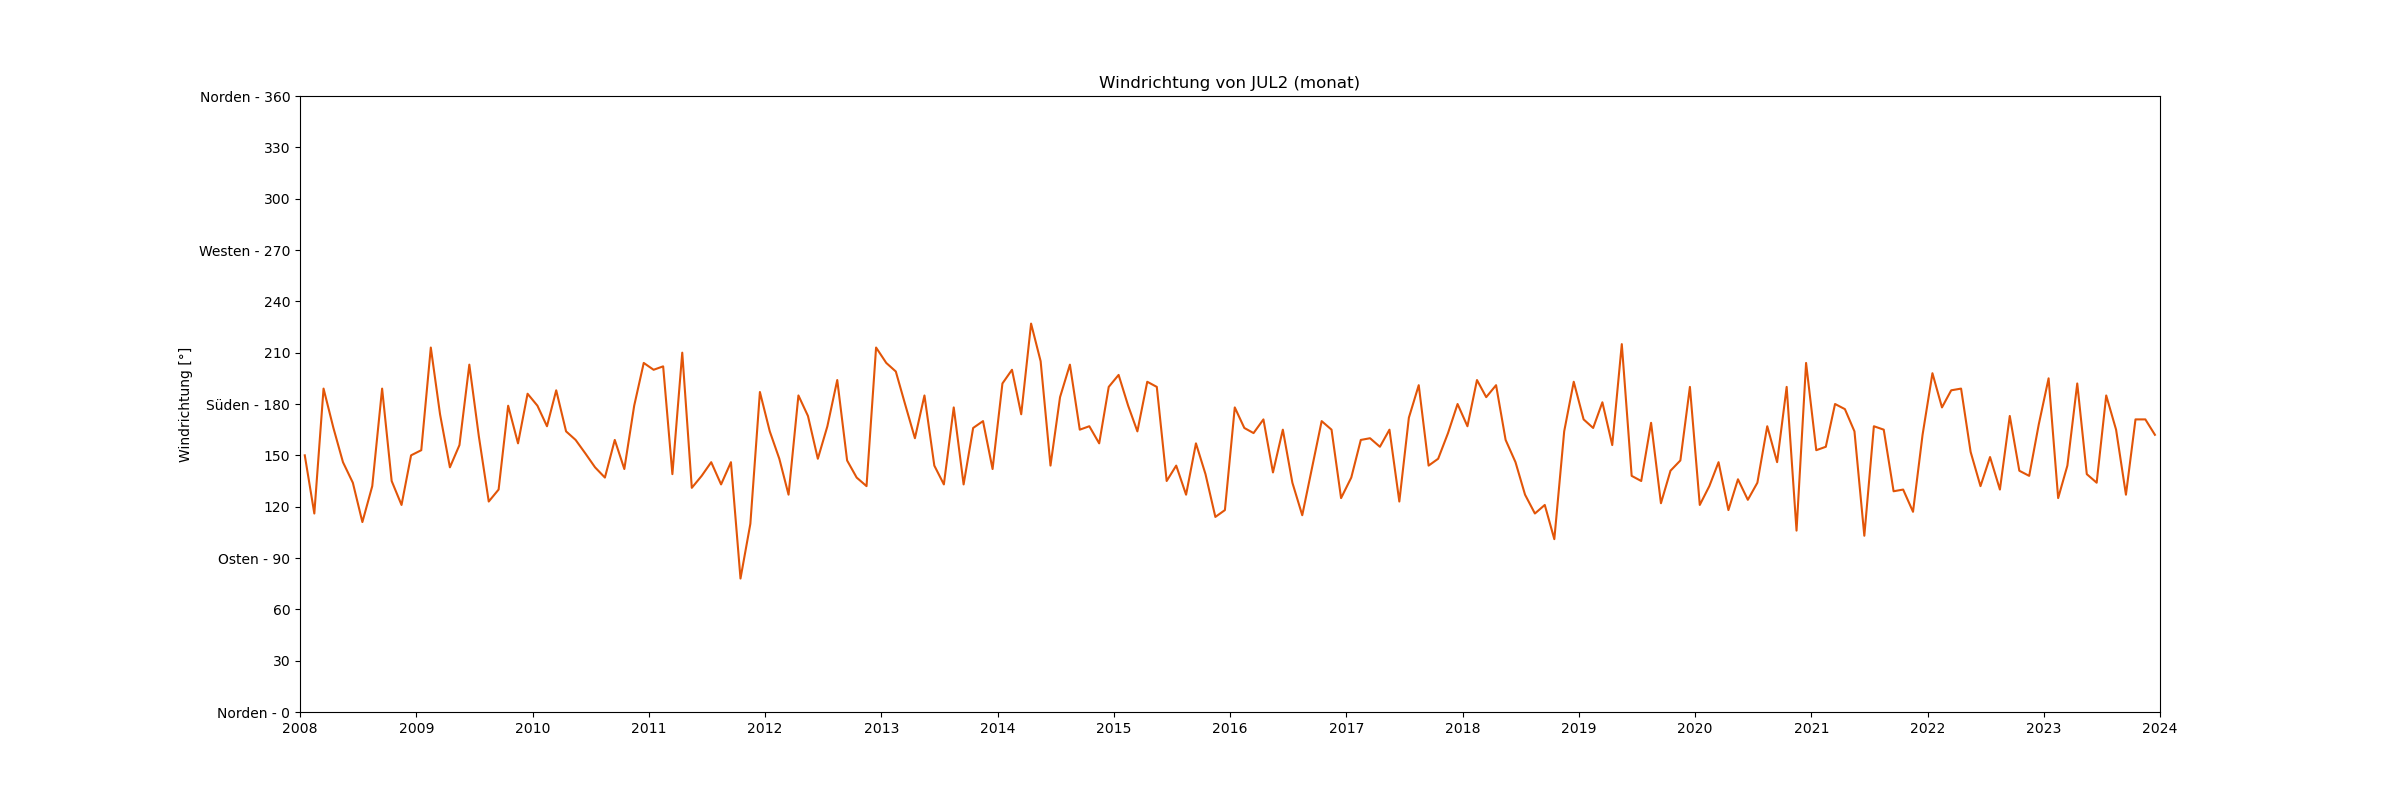 Windrichtung von JUL2 (monat)
Norden - 360
330
300
Westen - 270
240
210
Süden - 180
150
120
Osten - 90
60
30
Norden - 0
Windrichtung [°]
2008 2009 2010 2011 2012 2013 2014 2015 2016 2017 2018 2019 2020 2021 2022 2023 2024